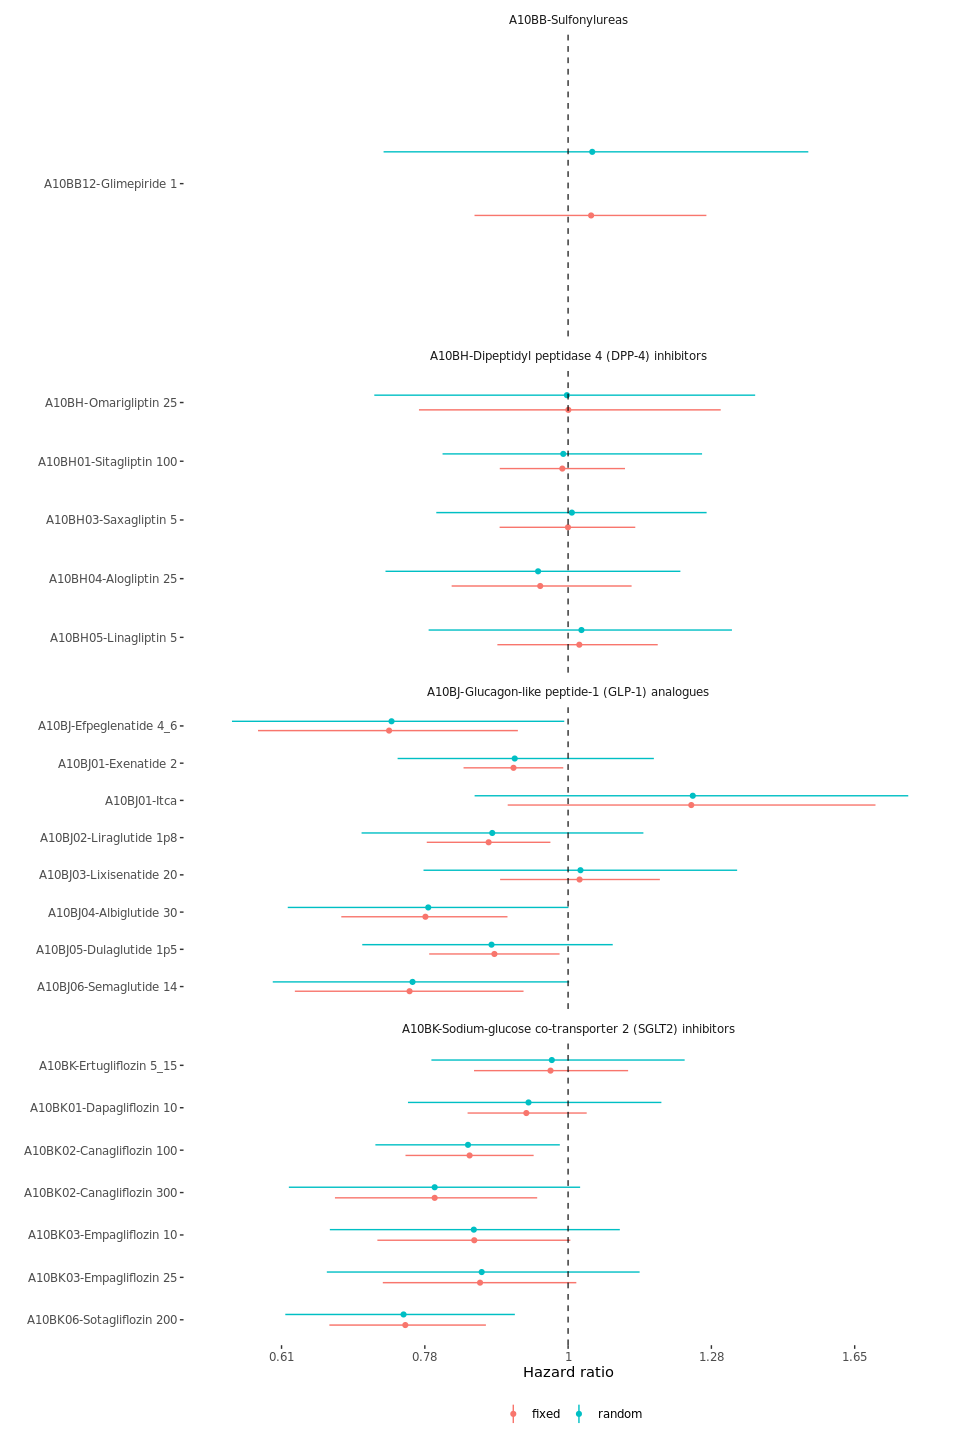 A10BB-Sulfonylureas
A10BB12-Glimepiride 1
A10BH-Dipeptidyl peptidase 4 (DPP-4) inhibitors
A10BH-Omarigliptin 25
A10BH01-Sitagliptin 100
A10BH03-Saxagliptin 5
A10BH04-Alogliptin 25
A10BH05-Linagliptin 5
A10BJ-Glucagon-like peptide-1 (GLP-1) analogues
A10BJ-Efpeglenatide 4_6
A10BJ01-Exenatide 2
A10BJ01-Itca
A10BJ02-Liraglutide 1p8
A10BJ03-Lixisenatide 20
A10BJ04-Albiglutide 30
A10BJ05-Dulaglutide 1p5
A10BJ06-Semaglutide 14
A10BK-Sodium-glucose co-transporter 2 (SGLT2) inhibitors
A10BK-Ertugliflozin 5_15
A10BK01-Dapagliflozin 10
A10BK02-Canagliflozin 100
A10BK02-Canagliflozin 300
A10BK03-Empagliflozin 10
A10BK03-Empagliflozin 25
A10BK06-Sotagliflozin 200
0.61 0.78 1 1.28 1.65
Hazard ratio
fixed random